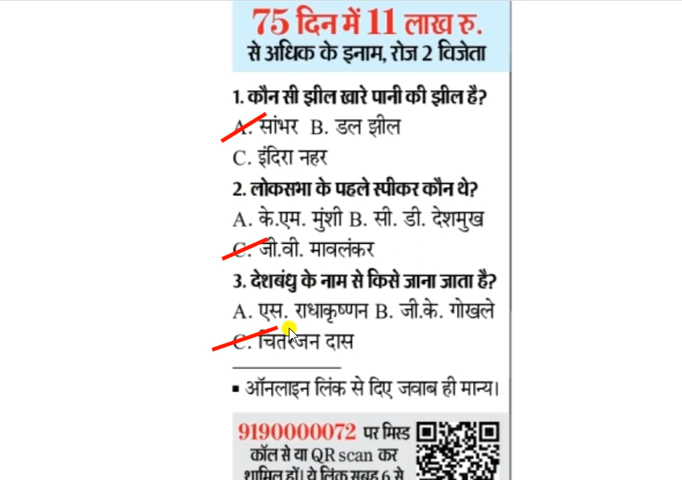 75 दिन में 11 लाख रु.
से अधिक के इनाम, रोज 2 विजेता
1. कौन सी झील खारे पानी की झील है?
A. सांभर B. डल झील
C. इंदिरा नहर
2. लोकसभा के पहले स्पीकर कौन थे?
A. के.एम. मुंशी B. सी. डी. देशमुख
C. जी.वी. मावलंकर
3. देशबंधु के नाम से किसे जाना जाता है?
A. एस. राधाकृष्णन B. जी.के. गोखले
C. चितरंजन दास
▪ ऑनलाइन लिंक से दिए जवाब ही मान्य।
9190000072 पर मिस्ड
कॉल से या QR scan कर
शामिल हों। ये लिंक सुबह 6 से